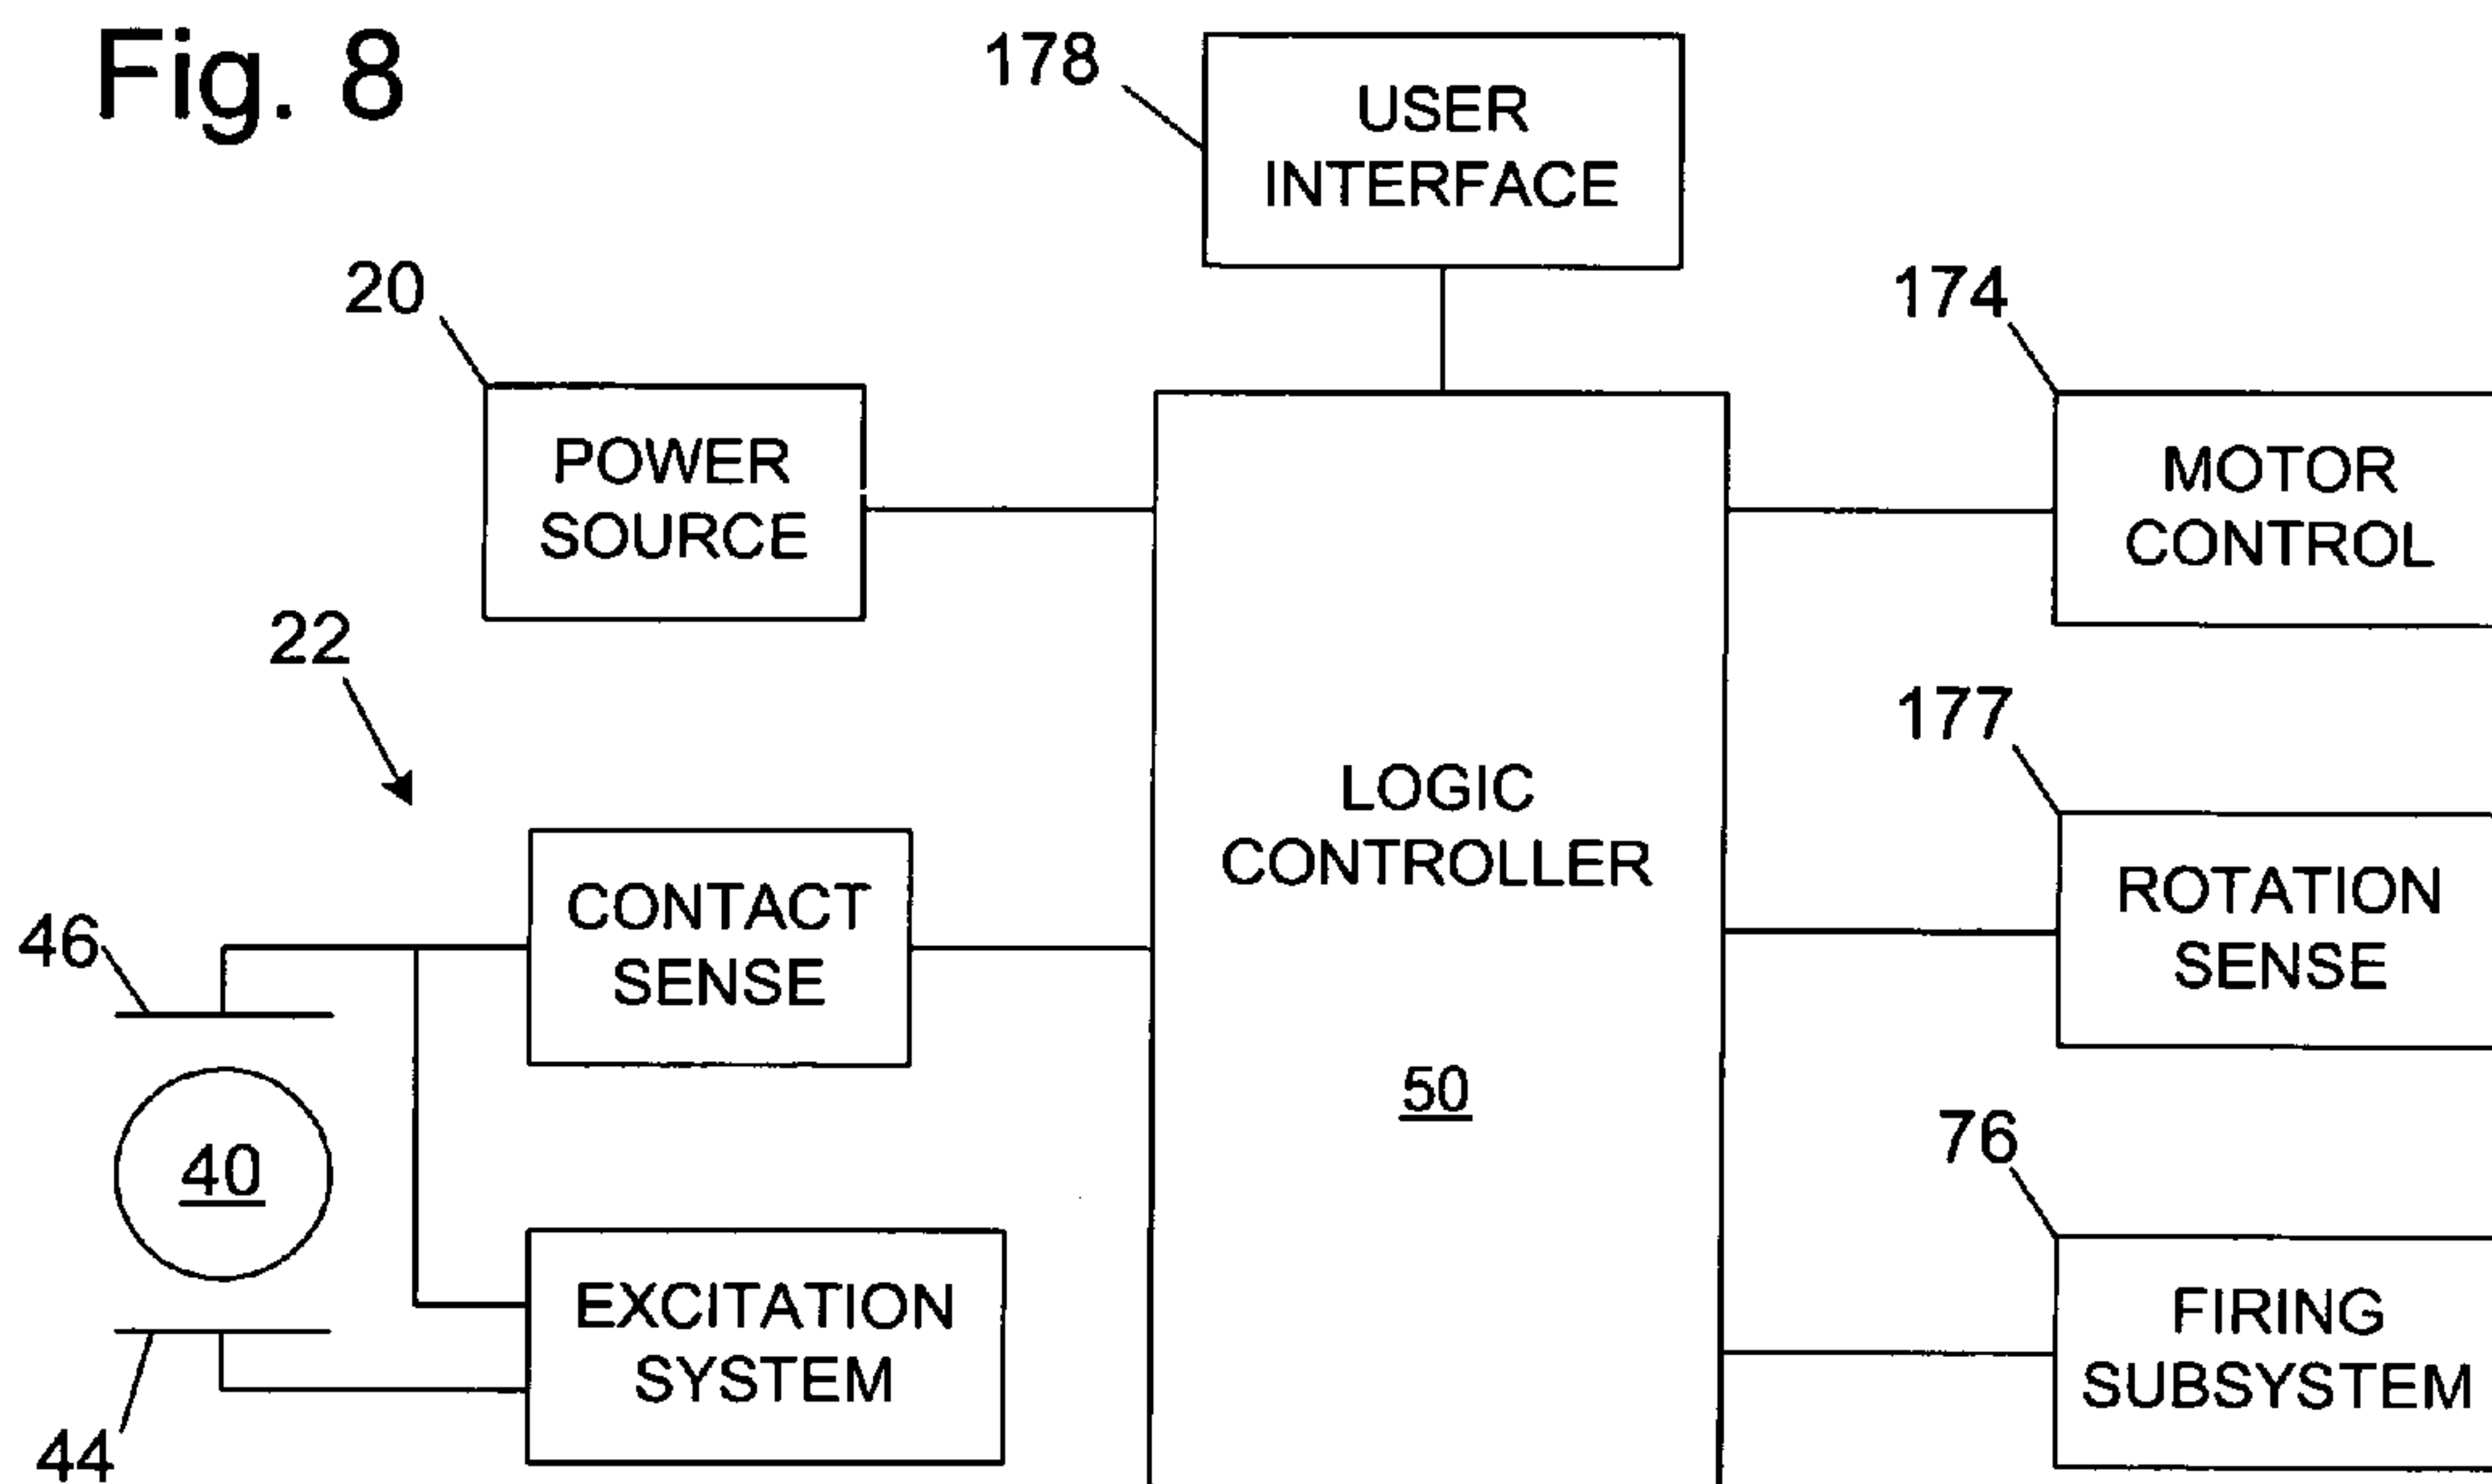 Fig. 8
178
USER
INTERFACE
20
174
POWER
SOURCE
MOTOR
CONTROL
22
177
LOGIC
CONTROLLER
50
CONTACT
SENSE
ROTATION
SENSE
46
40
76
EXCITATION
SYSTEM
FIRING
SUBSYSTEM
44